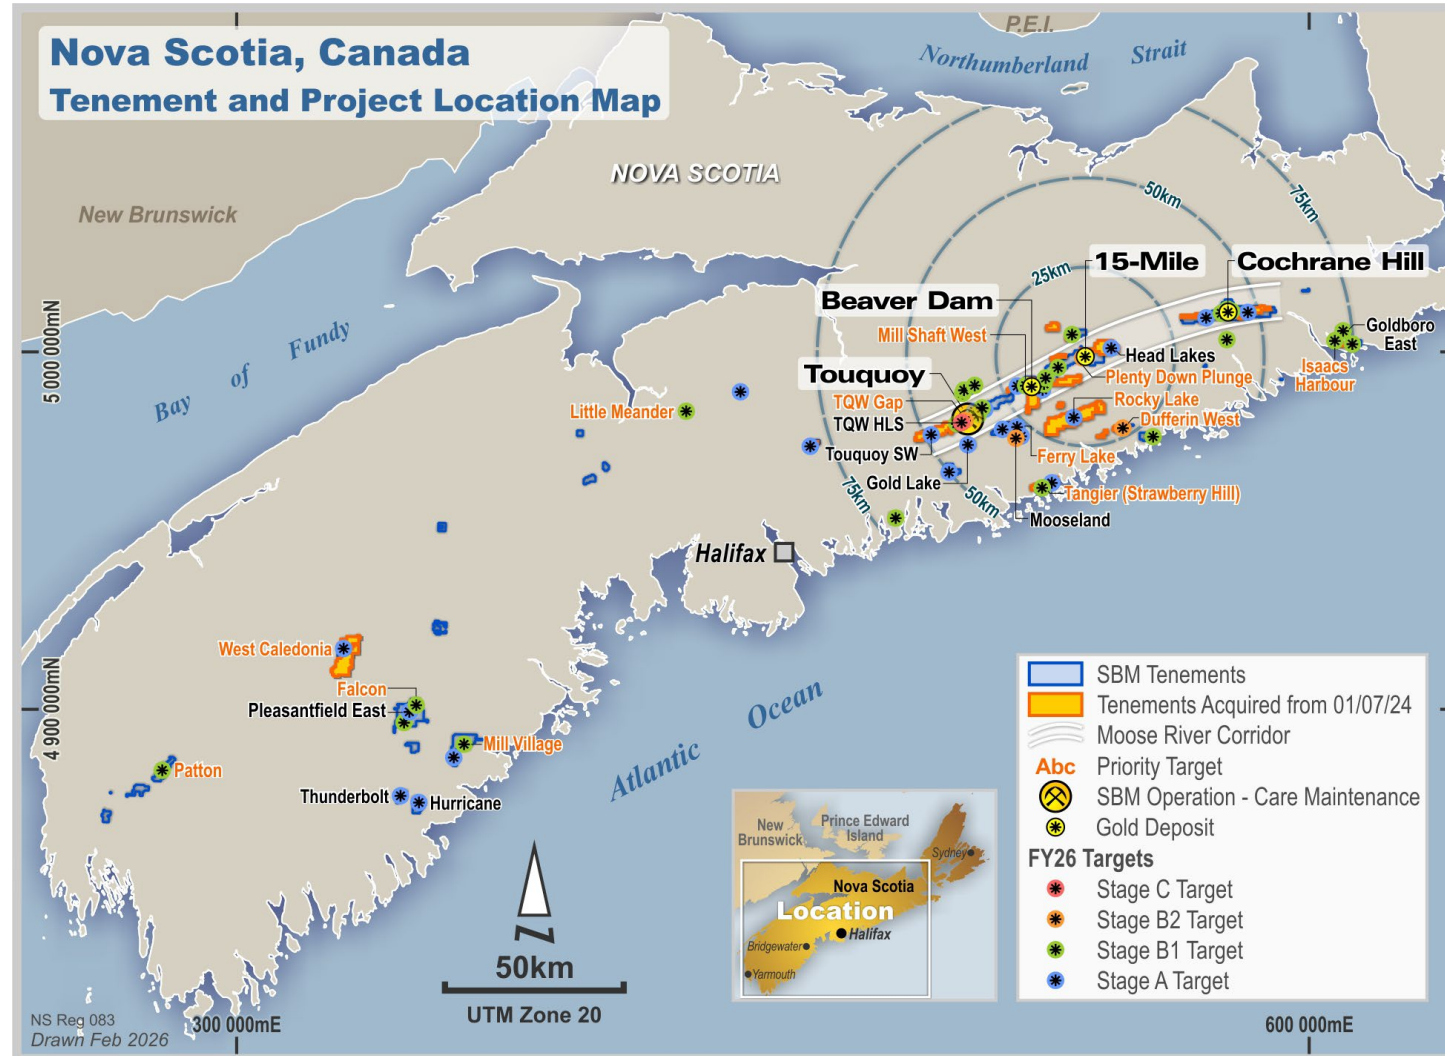 Nova Scotia, Canada
Tenement and Project Location Map
P.E.I.
Northumberland Strait
NOVA SCOTIA
New Brunswick
50km
75km
25km
15-Mile
Cochrane Hill
Beaver Dam
Mill Shaft West
Goldboro
East
Head Lakes
Isaacs
Harbour
Plenty Down Plunge
Touquoy
TQW Gap
Rocky Lake
Little Meander
TQW HLS
Dufferin West
Touquoy SW
Ferry Lake
Gold Lake
75km
50km
Tangier (Strawberry Hill)
Mooseland
Bay of Fundy
5 000 000mN
Halifax
West Caledonia
Falcon
Pleasantfield East
Mill Village
Patton
Thunderbolt
Hurricane
4 900 000mN
Atlantic Ocean
SBM Tenements
Tenements Acquired from 01/07/24
Moose River Corridor
Abc Priority Target
SBM Operation - Care Maintenance
Gold Deposit
FY26 Targets
Stage C Target
Stage B2 Target
Stage B1 Target
Stage A Target
New
Brunswick
Prince Edward
Island
Sydney
Nova Scotia
Location
Halifax
Bridgewater
Yarmouth
N
50km
UTM Zone 20
NS Reg 083
Drawn Feb 2026
300 000mE
600 000mE